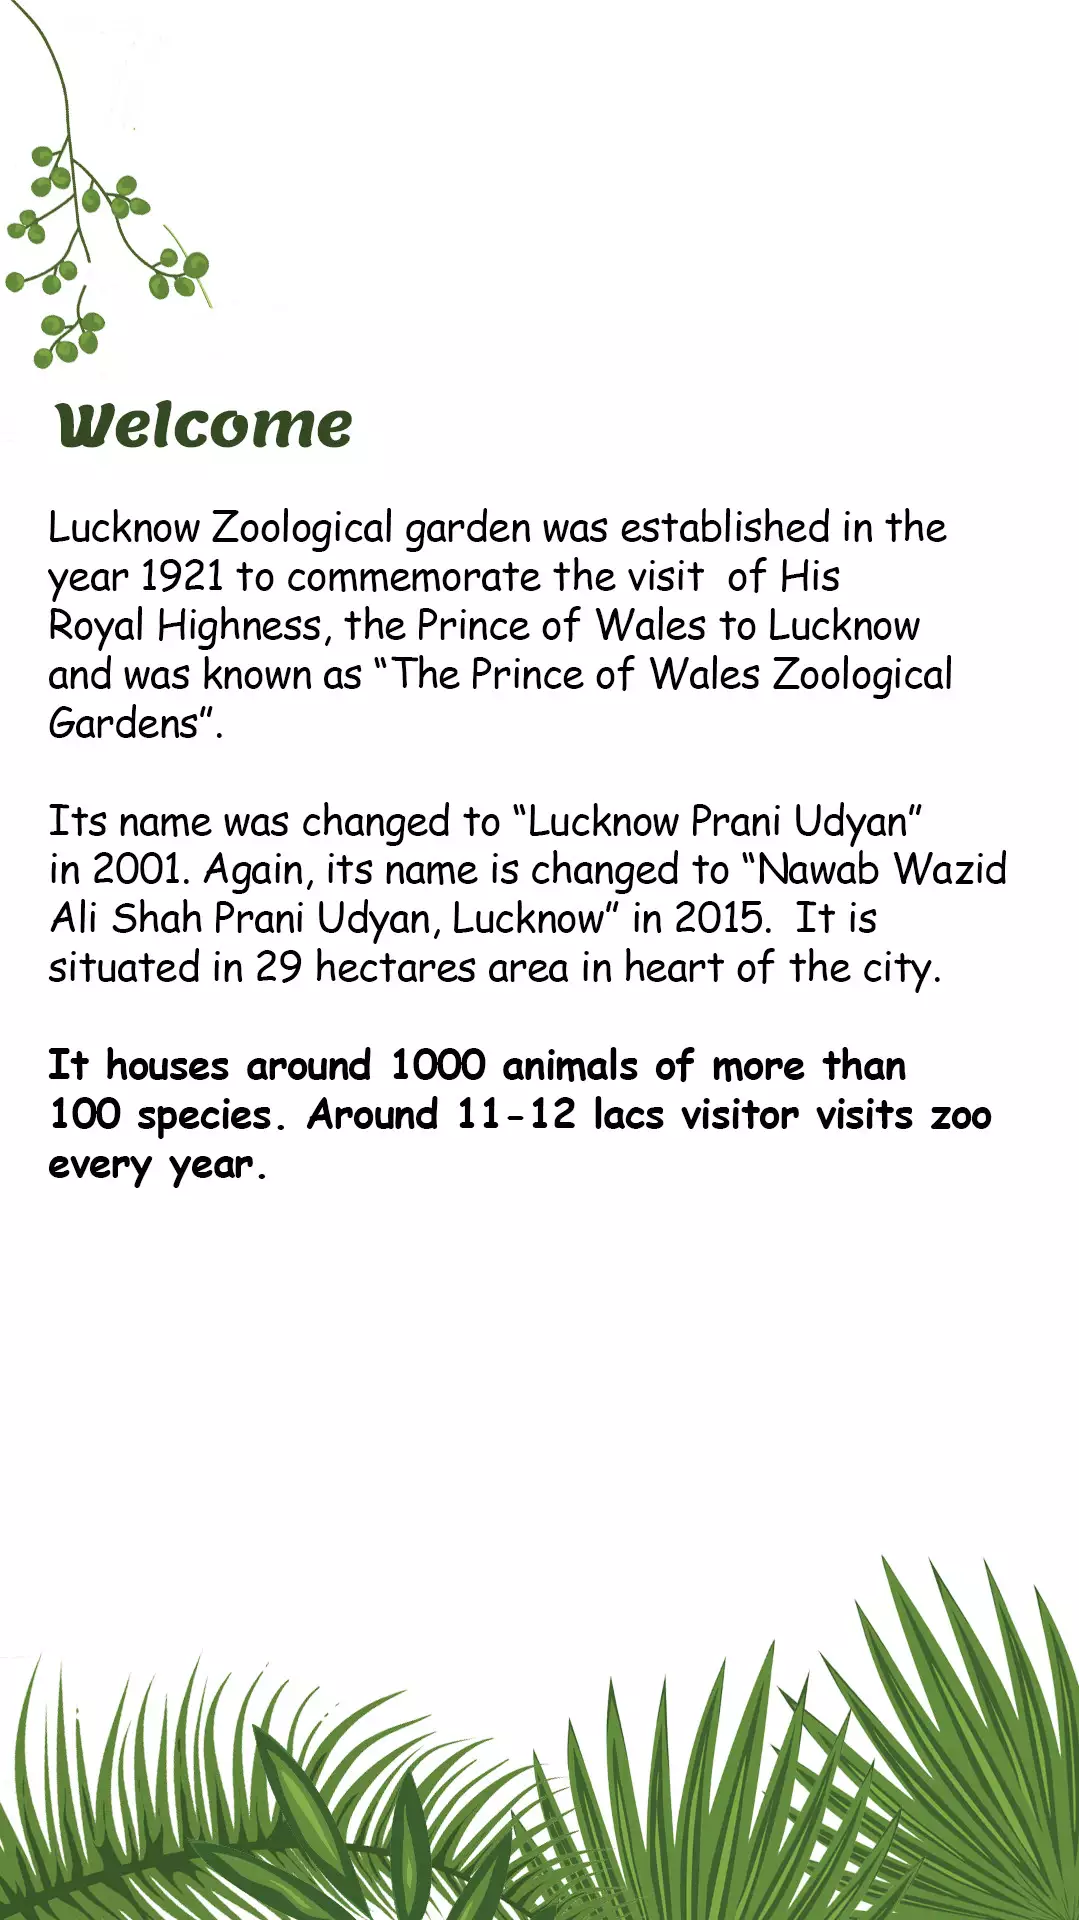 Welcome
Lucknow Zoological garden was established in the
year 1921 to commemorate the visit  of His
Royal Highness, the Prince of Wales to Lucknow
and was known as “The Prince of Wales Zoological
Gardens”.
Its name was changed to “Lucknow Prani Udyan”
in 2001. Again, its name is changed to “Nawab Wazid
Ali Shah Prani Udyan, Lucknow” in 2015.  It is
situated in 29 hectares area in heart of the city.
It houses around 1000 animals of more than
100 species. Around 11-12 lacs visitor visits zoo
every year.